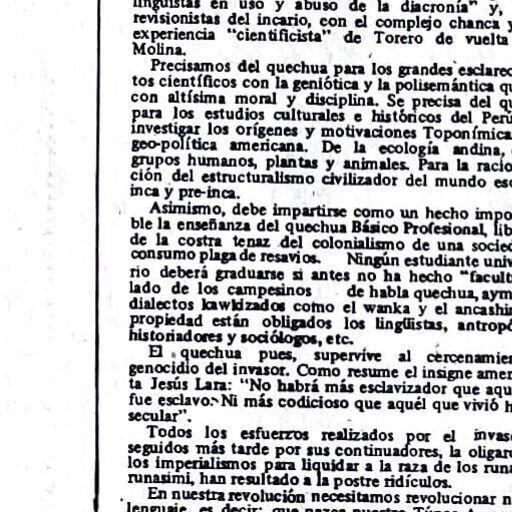 lingüistas en uso y abuso de la diacronía" y,
revisionistas del incario, con el complejo chanca y
experiencia "cientificista" de Torero de vuelta
Molina.
Precisamos del quechua para los grandes esclarec
tos científicos con la geniótica y la polisemántica qu
con altísima moral y disciplina. Se precisa del qu
para los estudios culturales e históricos del Perú
investigar los orígenes y motivaciones Toponímica
geo-política americana. De la ecología andina,
grupos humanos, plantas y animales. Para la racio
ción del estructuralismo civilizador del mundo eso
inca y pre-inca.
Asimismo, debe impartirse como un hecho impo
ble la enseñanza del quechua Básico Profesional, lib
de la costra tenaz del colonialismo de una socied
consumo plaga de resavios. Ningún estudiante univ
rio deberá graduarse si antes no ha hecho "facult
lado de los campesinos de habla quechua, aym
dialectos kawkizados como el wanka y el ancashin
propiedad están obligados los lingüistas, antropó
historiadores y sociólogos, etc.
El quechua pues, supervive al cercenamien
genocidio del invasor. Como resume el insigne amer
ta Jesús Lara: "No habrá más esclavizador que aqu
fue esclavo. Ni más codicioso que aquél que vivió h
secular".
Todos los esfuerzos realizados por el invaso
seguidos más tarde por sus continuadores, la oligar
los imperialismos para liquidar a la raza de los runa
runasimi, han resultado a la postre ridículos.
En nuestra revolución necesitamos revolucionar n
lenguaje, es decir: que nazca nuestro Túpac